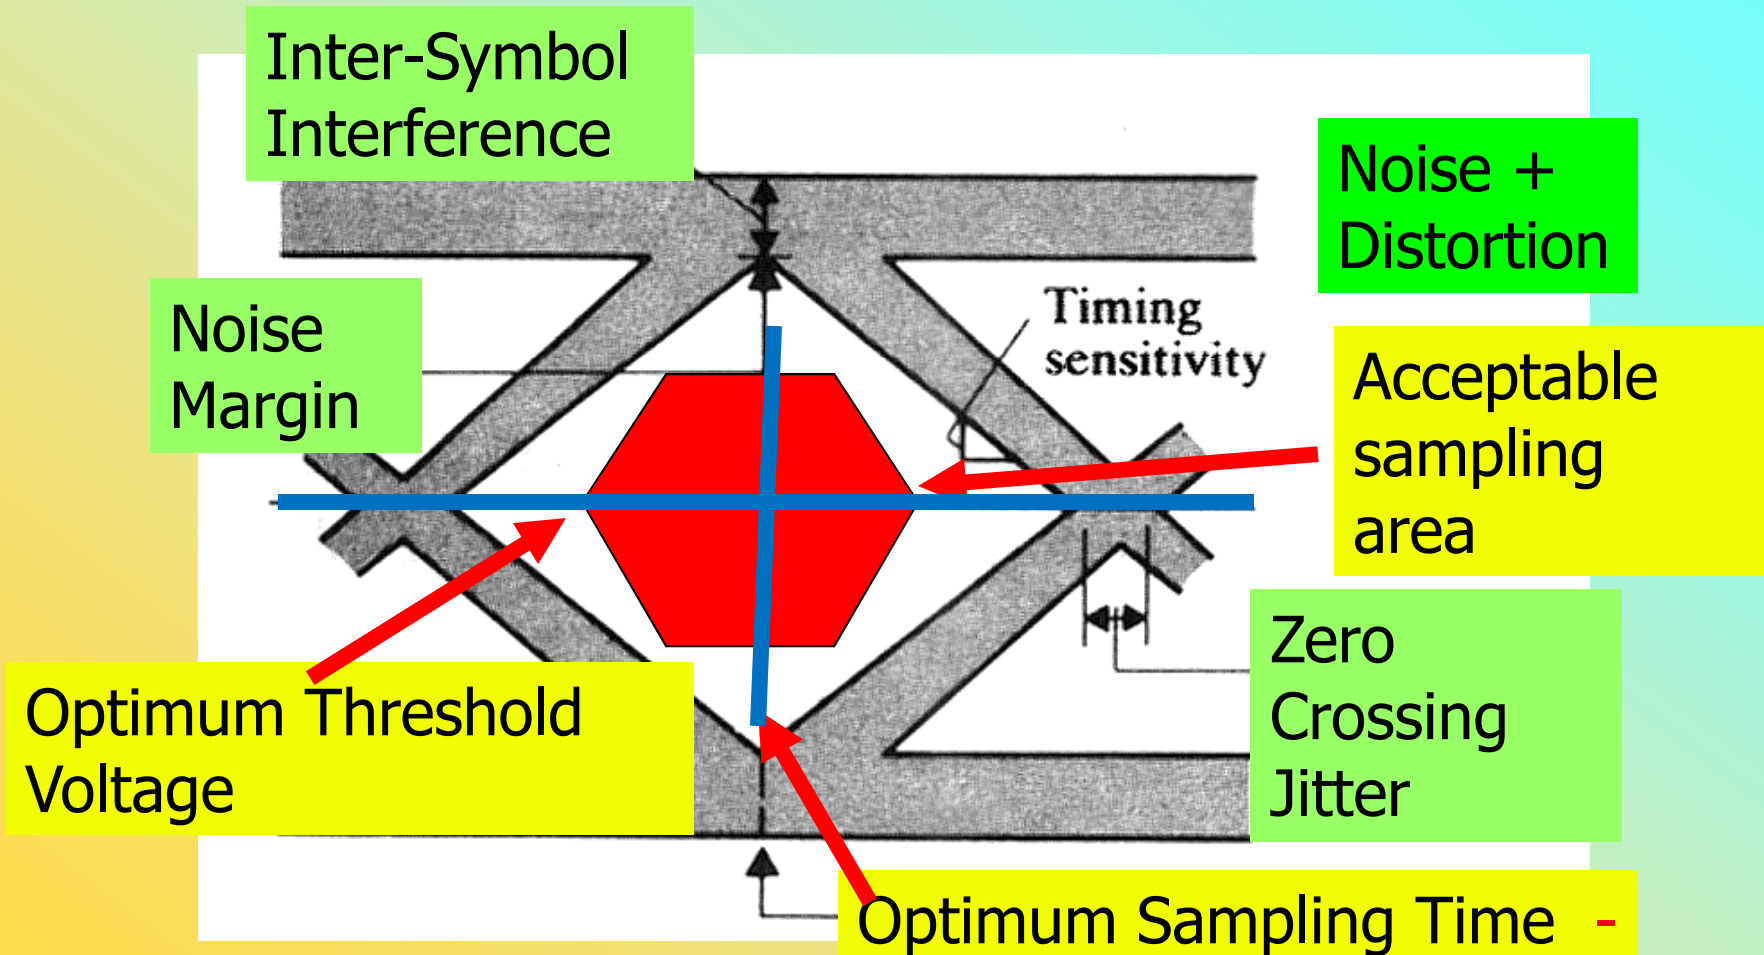 Inter-Symbol
Interference
Noise +
Distortion
Noise
Margin
Timing
sensitivity
Acceptable
sampling
area
Zero
Crossing
Jitter
Optimum Threshold
Voltage
Optimum Sampling Time -